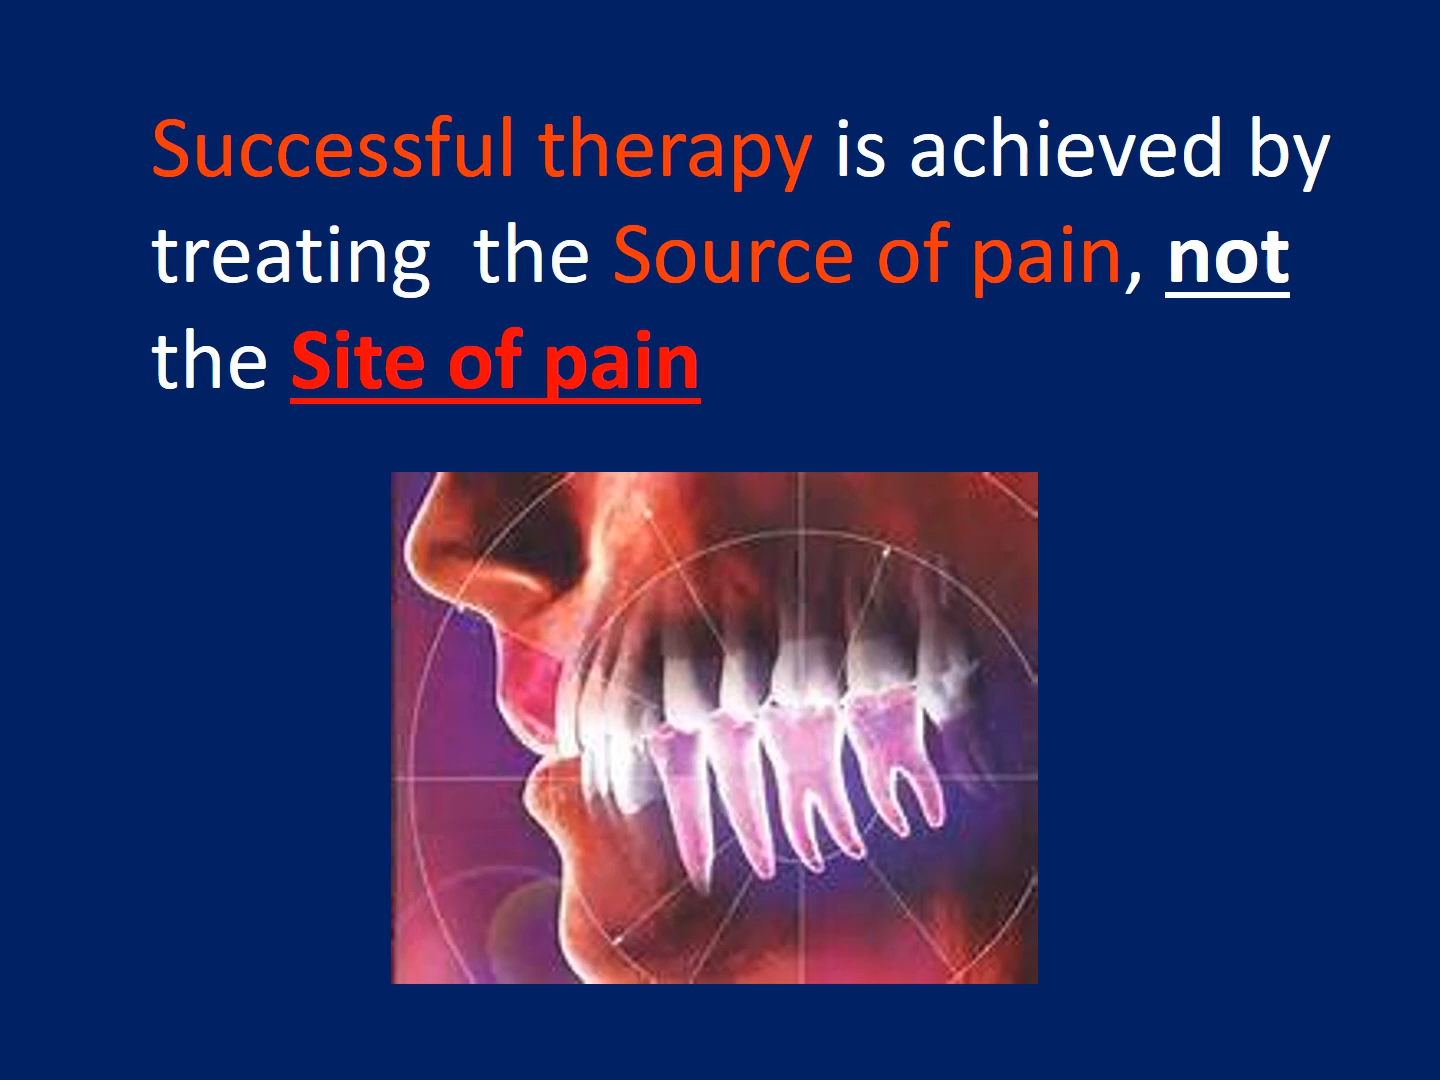 Successful therapy is achieved by
treating  the Source of pain, not
the Site of pain